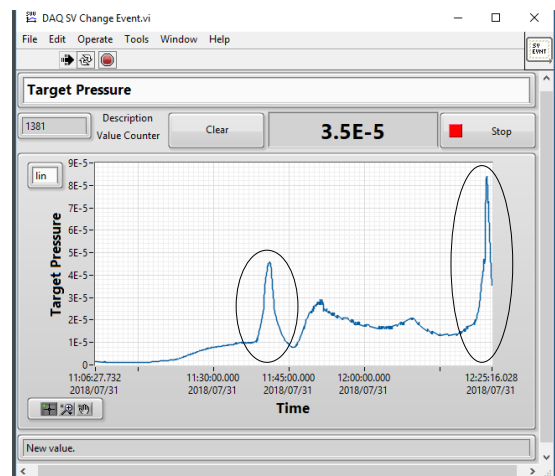 DAQ SV Change Event.vi
File Edit Operate Tools Window Help
SV
EVNT
Target Pressure
1381
Description
Value Counter
Clear
3.5E-5
Stop
lin
9E-5
8E-5
7E-5
6E-5
5E-5
4E-5
3E-5
2E-5
1E-5
0
Target Pressure
11:06:27.732 11:30:00.000 11:45:00.000 12:00:00.000 12:25:16.028
2018/07/31 2018/07/31 2018/07/31 2018/07/31 2018/07/31
Time
New value.